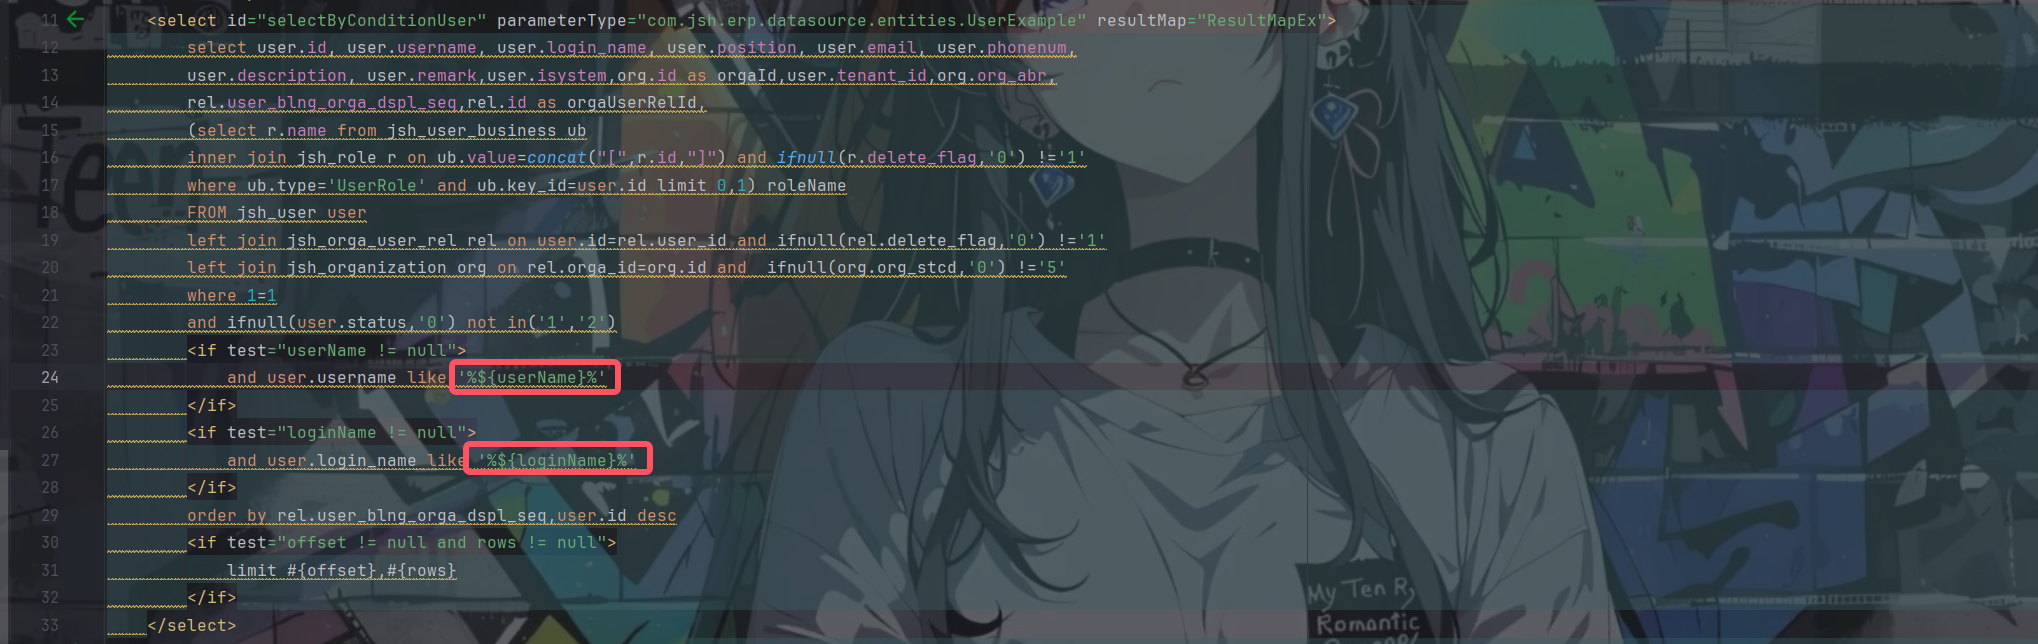 11 <select id="selectByConditionUser" parameterType="com.jsh.erp.datasource.entities.UserExample" resultMap="ResultMapEx">
12 select user.id, user.username, user.login_name, user.position, user.email, user.phonenum,
13 user.description, user.remark,user.isystem,org.id as orgaId,user.tenant_id,org.org_abr,
14 rel.user_blng_orga_dspl_seq,rel.id as orgaUserRelId,
15 (select r.name from jsh_user_business ub
16 inner join jsh_role r on ub.value=concat("[",r.id,"]") and ifnull(r.delete_flag,'0') !='1'
17 where ub.type='UserRole' and ub.key_id=user.id limit 0,1) roleName
18 FROM jsh_user user
19 left join jsh_orga_user_rel rel on user.id=rel.user_id and ifnull(rel.delete_flag,'0') !='1'
20 left join jsh_organization org on rel.orga_id=org.id and  ifnull(org.org_stcd,'0') !='5'
21 where 1=1
22 and ifnull(user.status,'0') not in('1','2')
23 <if test="userName != null">
24 and user.username like '%${userName}%'
25 </if>
26 <if test="loginName != null">
27 and user.login_name like '%${loginName}%'
28 </if>
29 order by rel.user_blng_orga_dspl_seq,user.id desc
30 <if test="offset != null and rows != null">
31 limit #{offset},#{rows}
32 </if>
33 </select>
My Ten R
Romantic